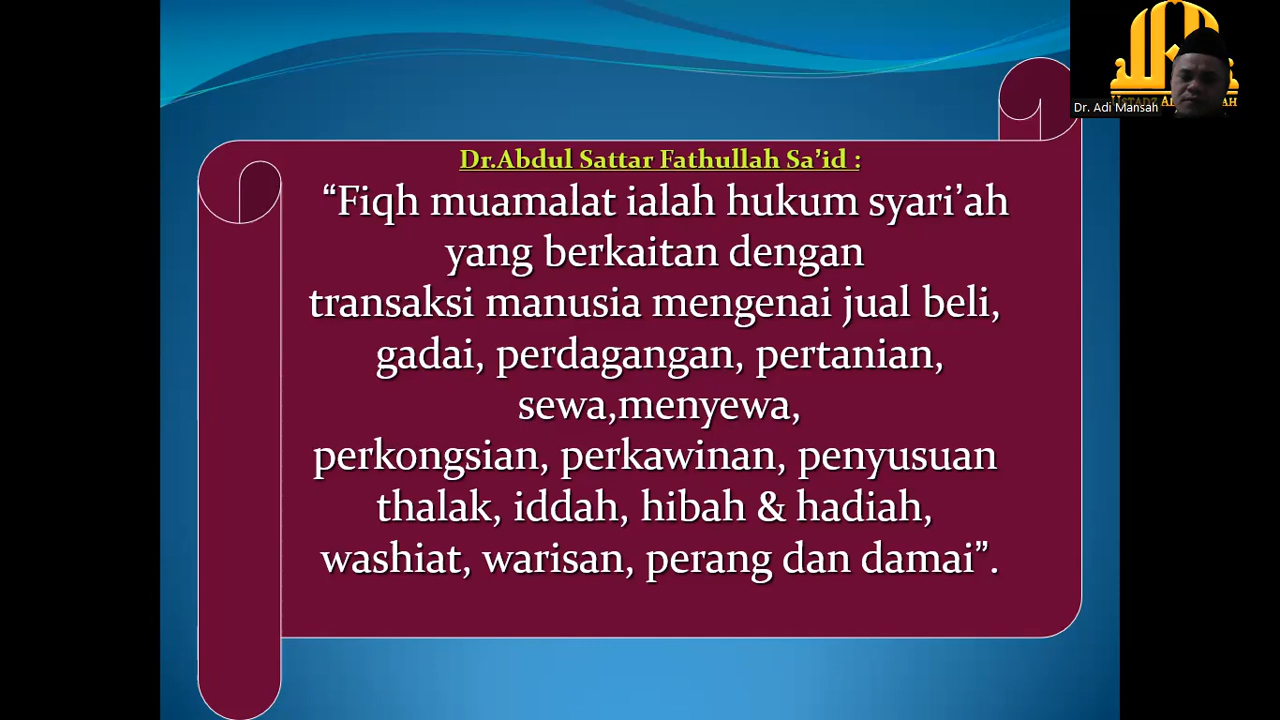 Dr.Abdul Sattar Fathullah Sa’id :
“Fiqh muamalat ialah hukum syari’ah
yang berkaitan dengan
transaksi manusia mengenai jual beli,
gadai, perdagangan, pertanian,
sewa,menyewa,
perkongsian, perkawinan, penyusuan
thalak, iddah, hibah & hadiah,
washiat, warisan, perang dan damai”.
Dr. Adi Mansah